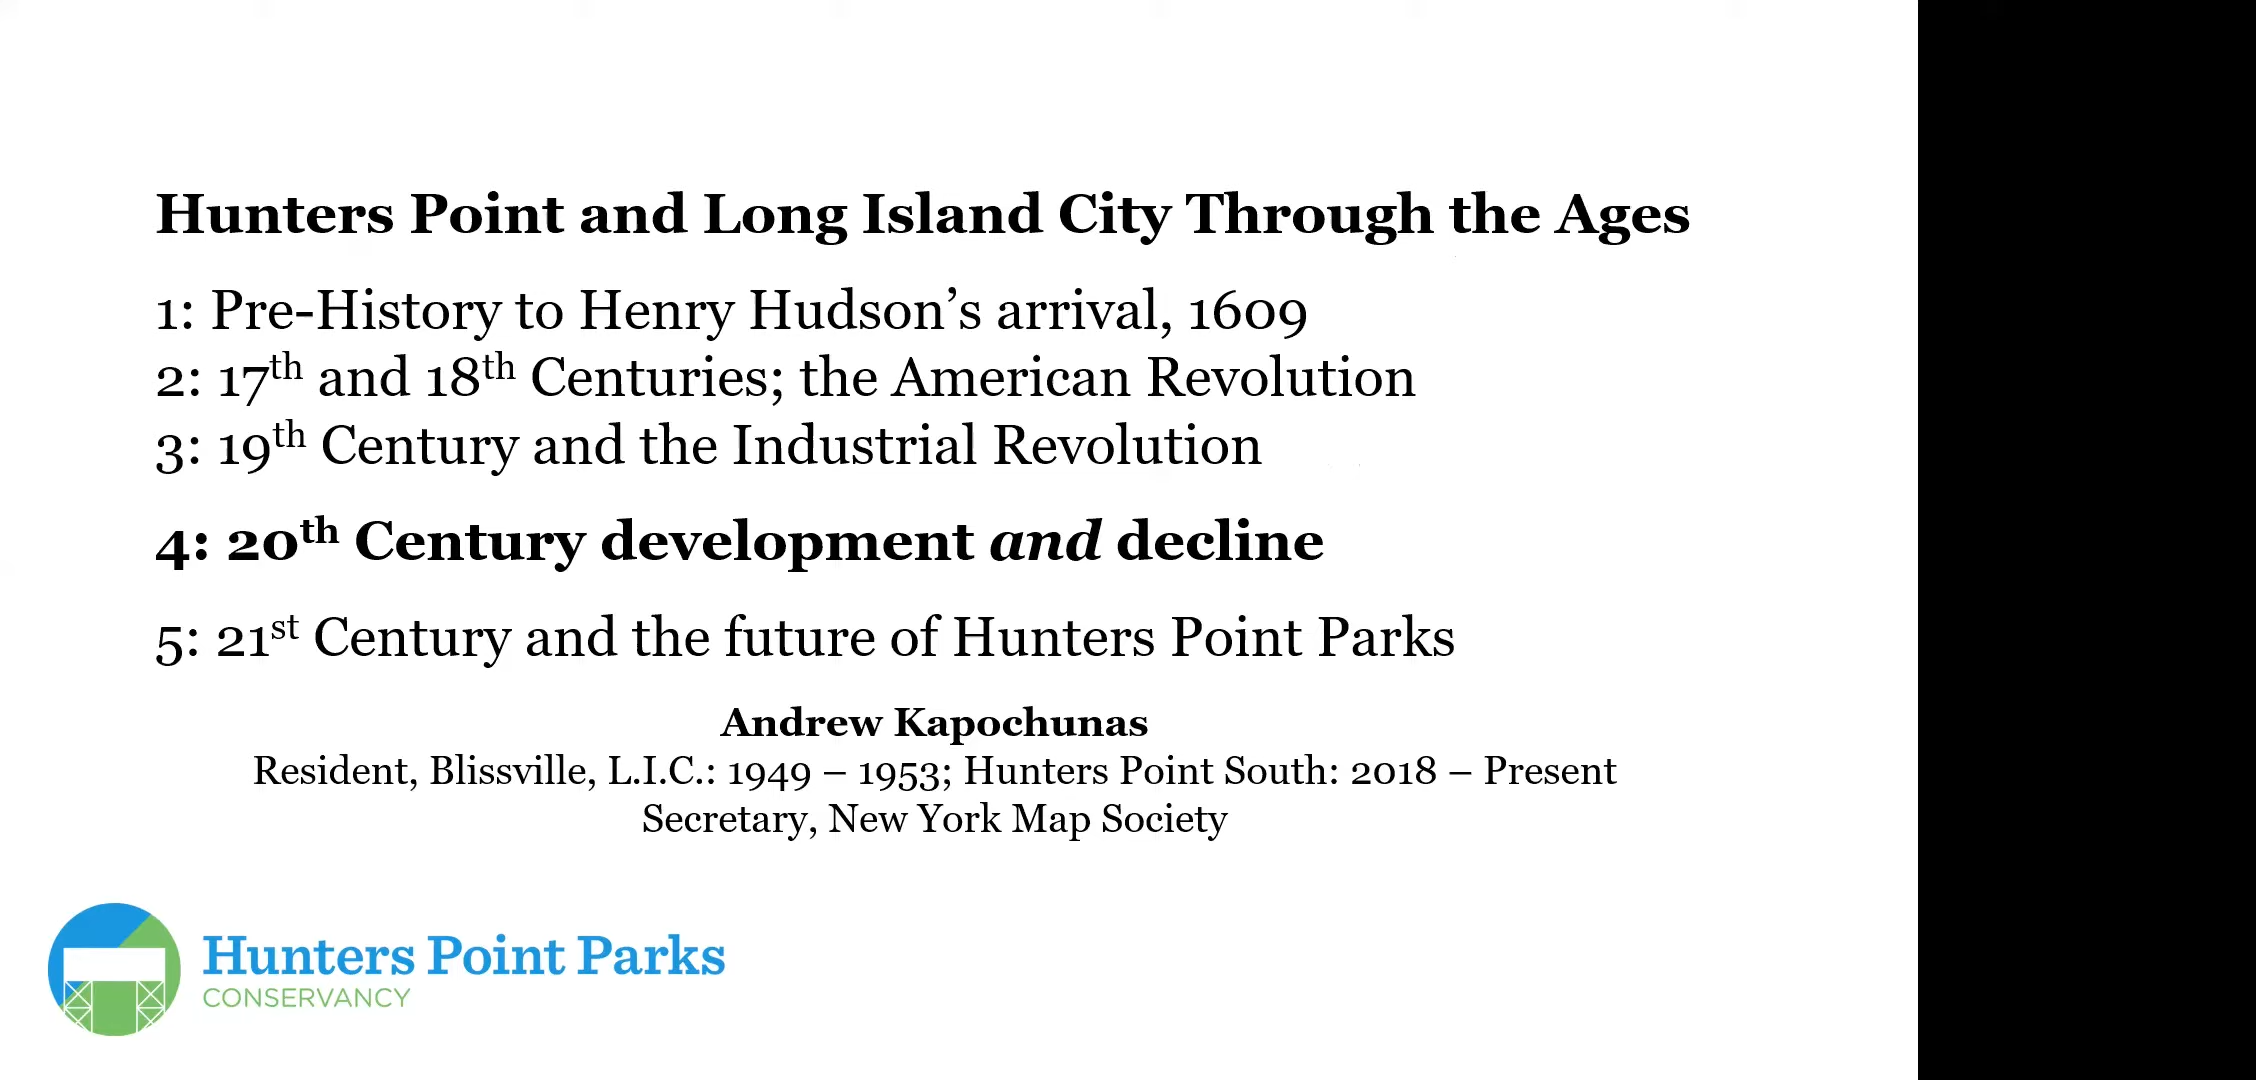 Hunters Point and Long Island City Through the Ages
1: Pre-History to Henry Hudson’s arrival, 1609
2: 17th and 18th Centuries; the American Revolution
3: 19th Century and the Industrial Revolution
4: 20th Century development and decline
5: 21st Century and the future of Hunters Point Parks
Andrew Kapochunas
Resident, Blissville, L.I.C.: 1949 – 1953; Hunters Point South: 2018 – Present
Secretary, New York Map Society
Hunters Point Parks
CONSERVANCY